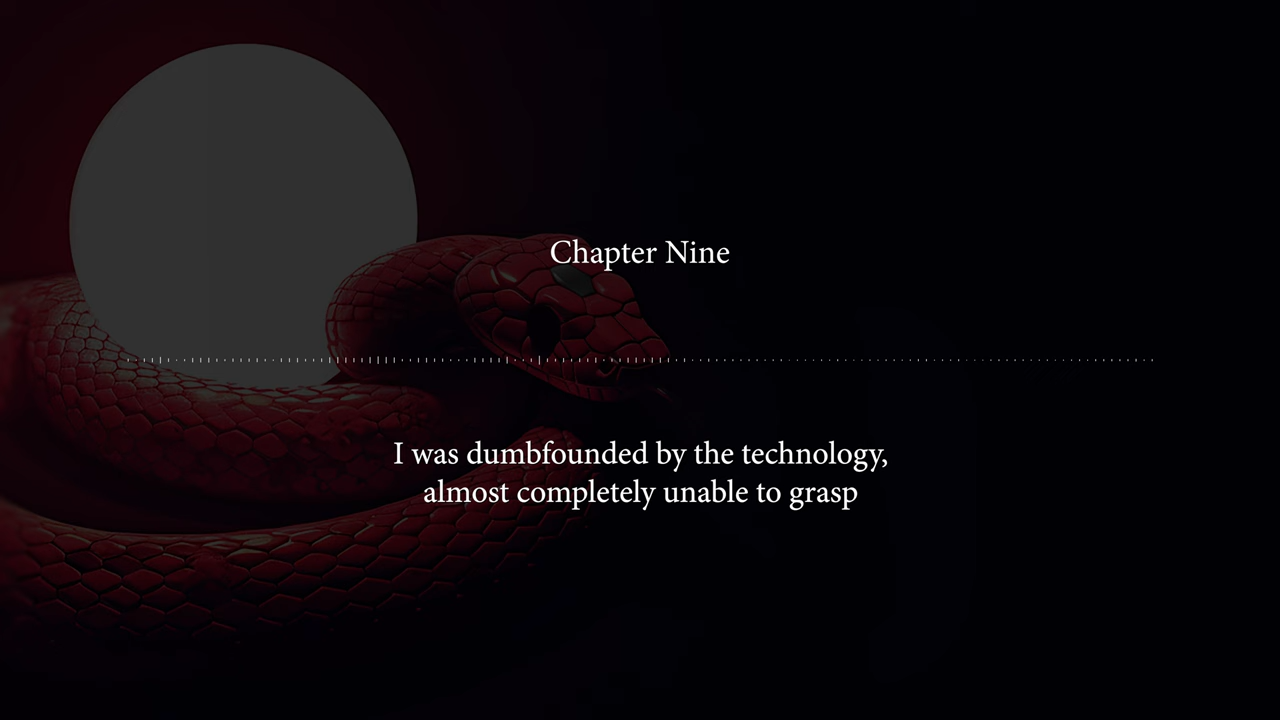 Chapter Nine
I was dumbfounded by the technology,
almost completely unable to grasp